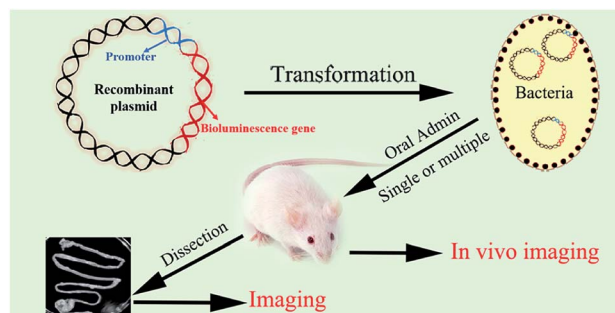 Promoter
Recombinant
plasmid
Bioluminescence gene
Transformation
Bacteria
Oral Admin
Single or multiple
Dissection
In vivo imaging
Imaging